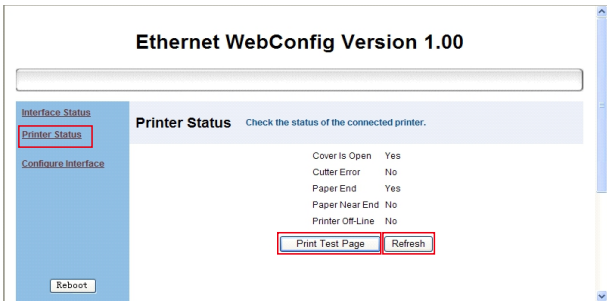 Ethernet WebConfig Version 1.00
Interface Status
Printer Status
Configure Interface
Reboot
Printer Status Check the status of the connected printer.
Cover Is Open Yes
Cutter Error No
Paper End Yes
Paper Near End No
Printer Off-Line No
Print Test Page Refresh